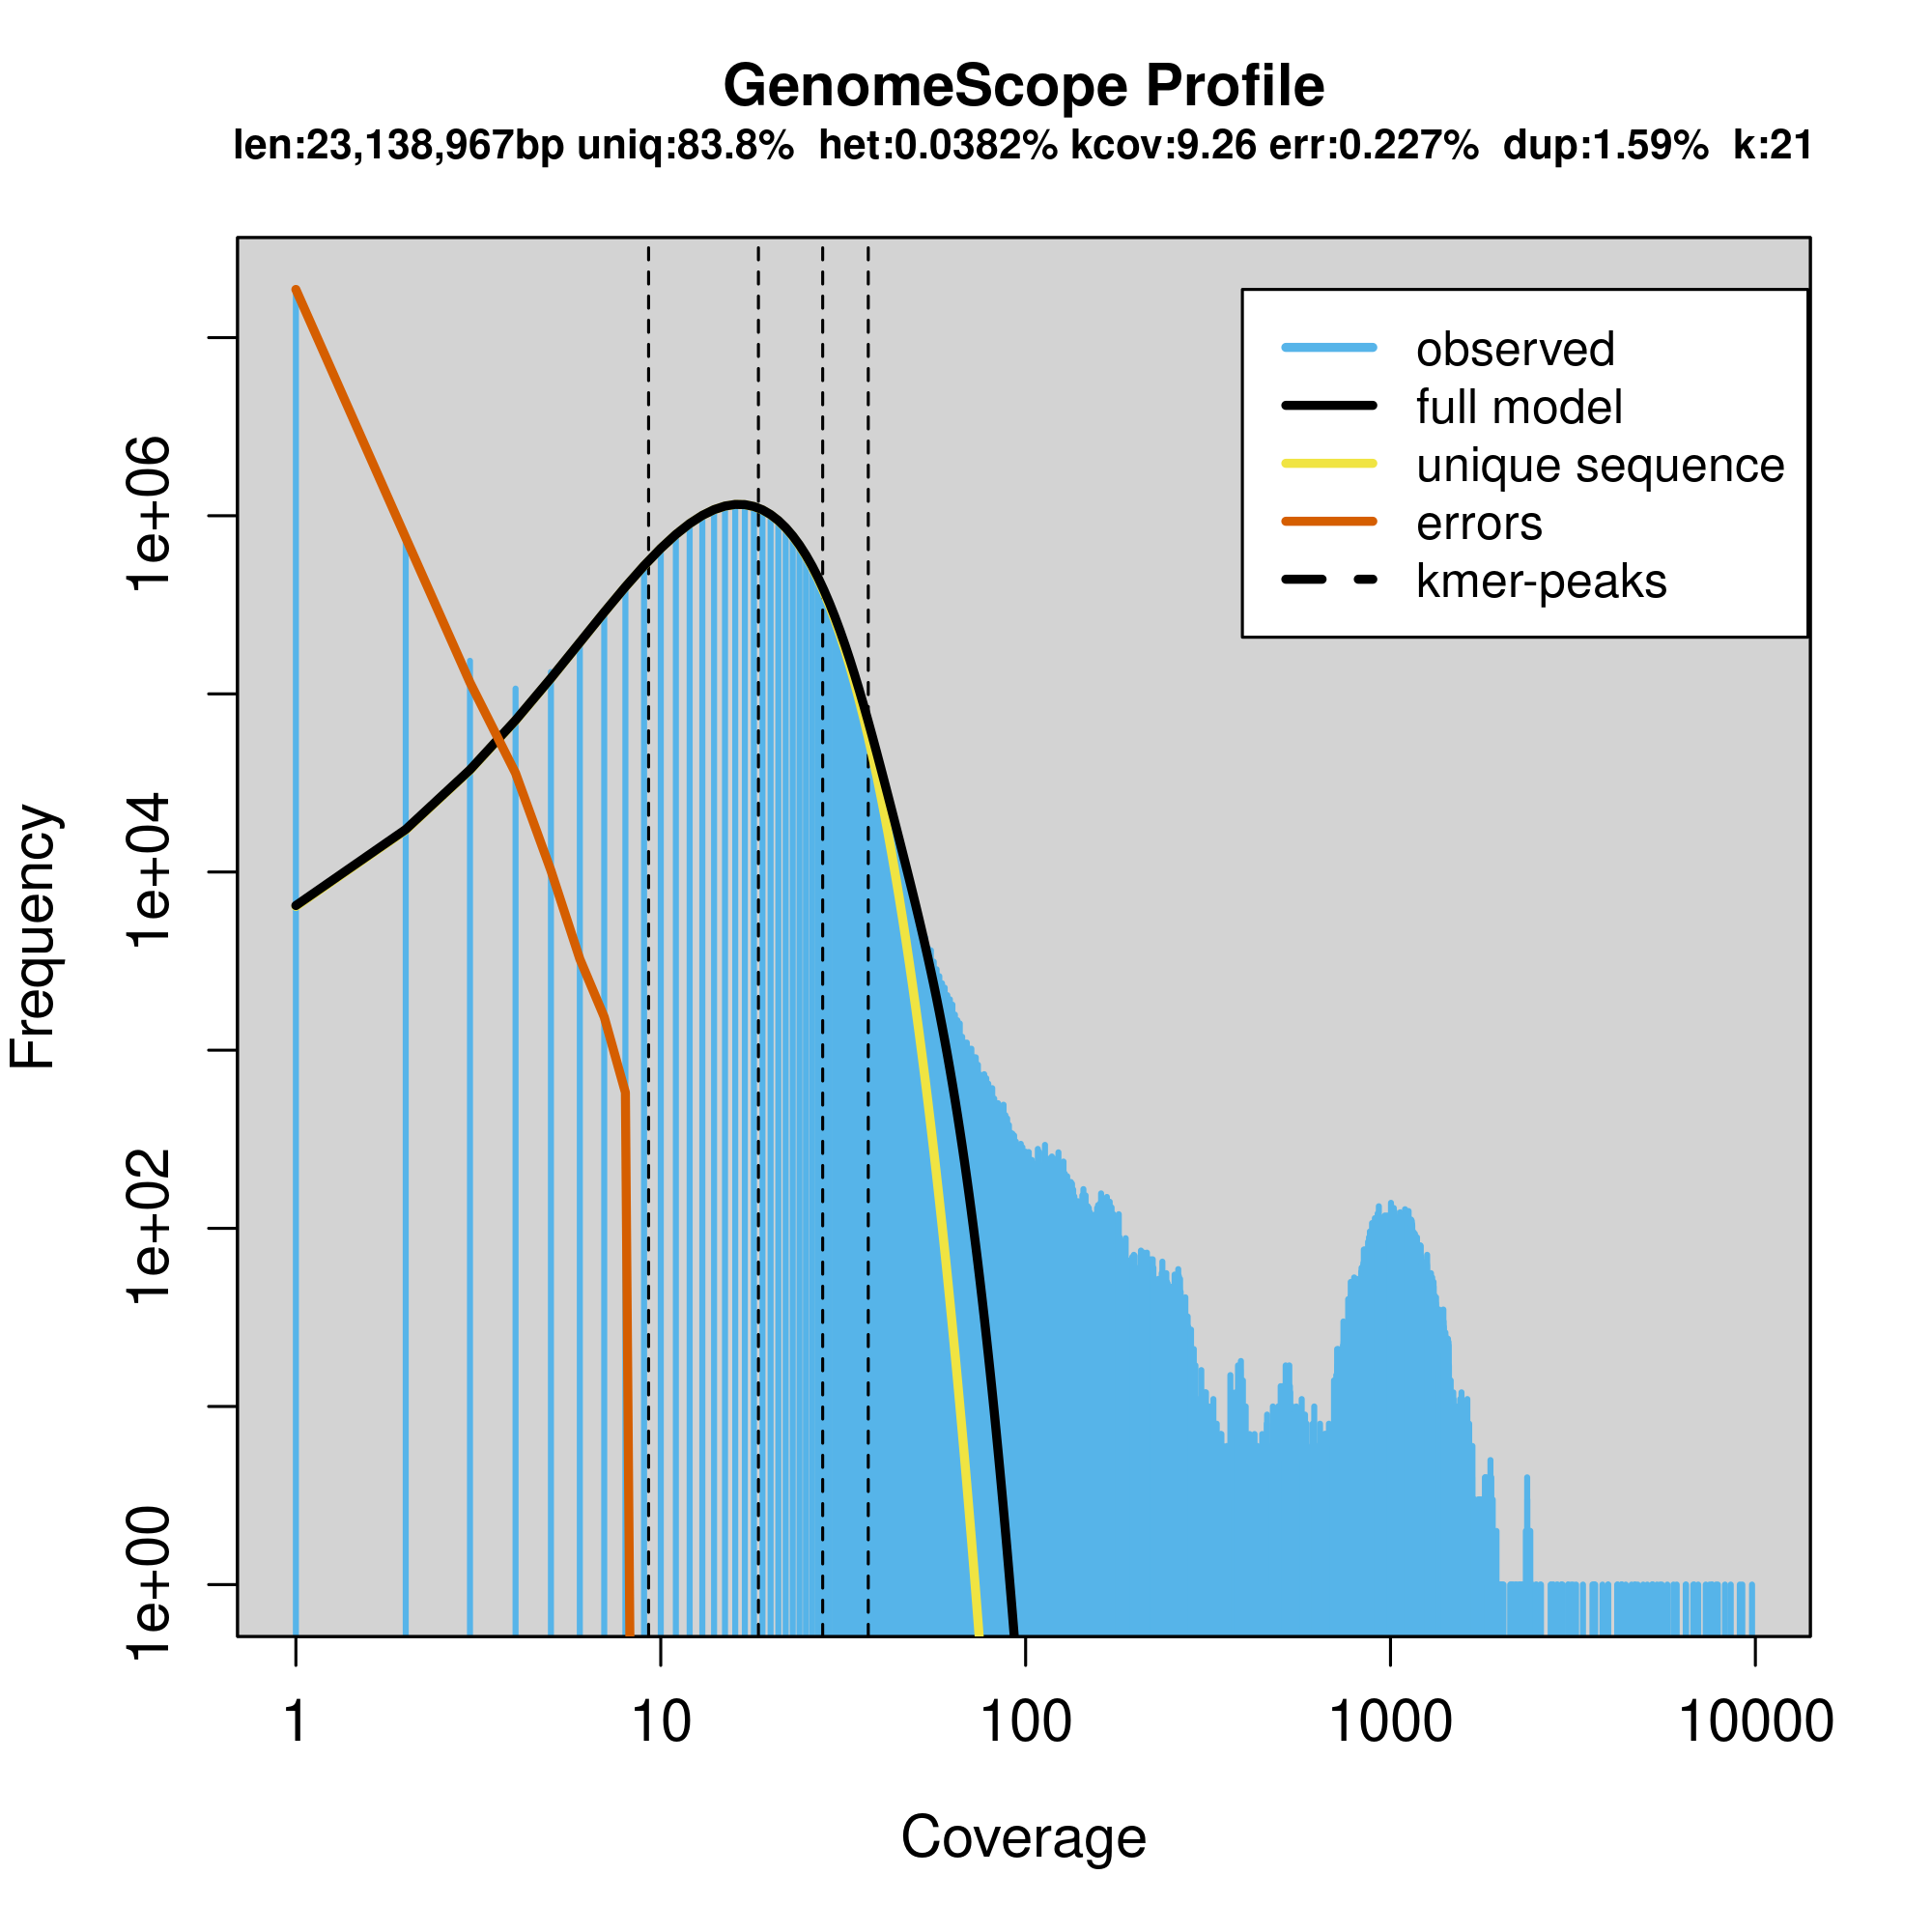 GenomeScope Profile
len:23,138,967bp uniq:83.8% het:0.0382% kcov:9.26 err:0.227% dup:1.59% k:21
observed
full model
unique sequence
errors
kmer-peaks
Frequency
1e+06
1e+04
1e+02
1e+00
1 10 100 1000 10000
Coverage